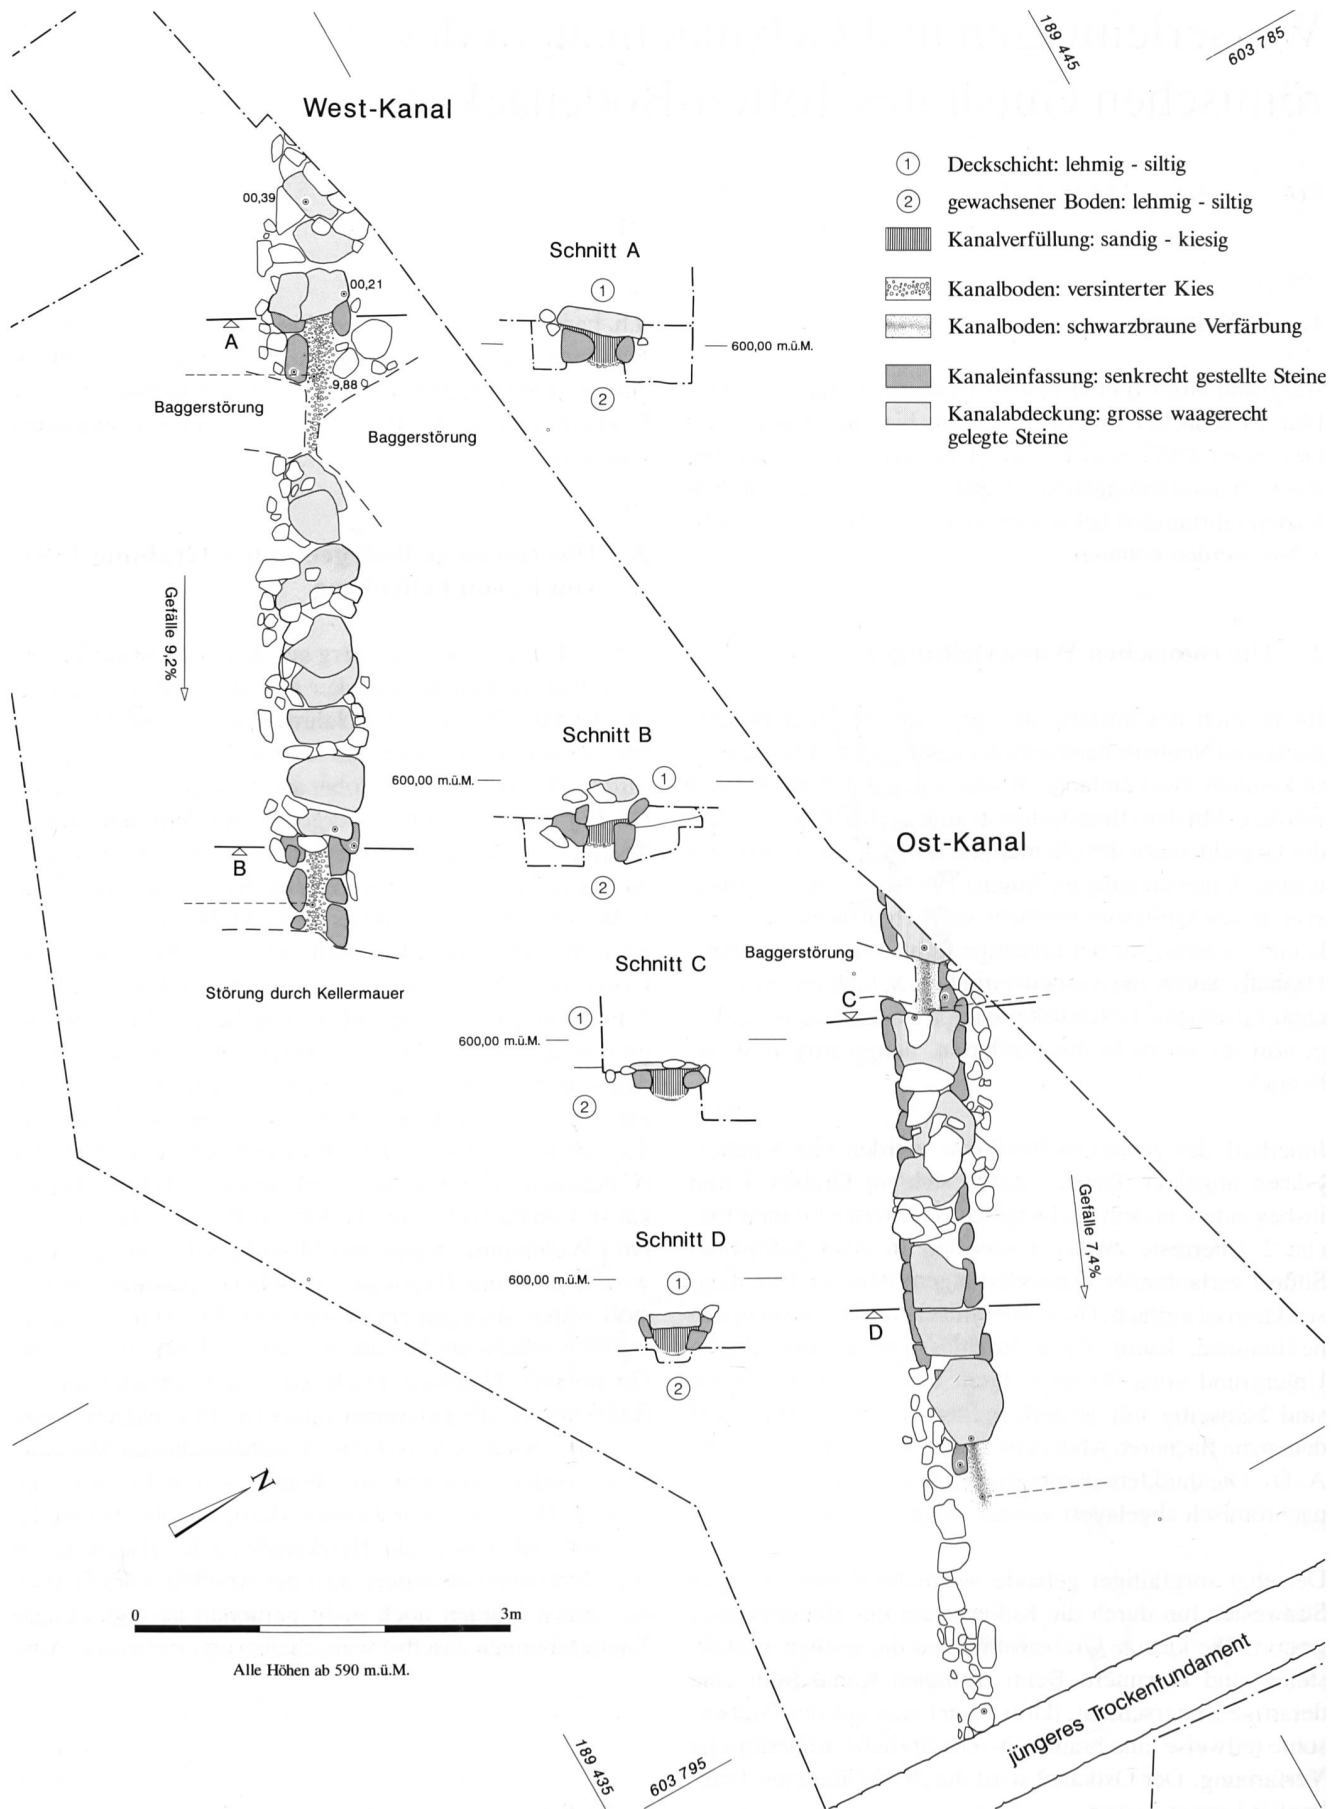 189 445
603 785
West-Kanal
1 Deckschicht: lehmig - siltig
2 gewachsener Boden: lehmig - siltig
Kanalverfüllung: sandig - kiesig
Kanalboden: versinterter Kies
Kanalboden: schwarzbraune Verfärbung
Kanaleinfassung: senkrecht gestellte Steine
Kanalabdeckung: grosse waagerecht
gelegte Steine
00,39
00,21
A
9,88
Baggerstörung
Baggerstörung
Gefälle 9,2%
B
Störung durch Kellermauer
Schnitt A
1
600,00 m.ü.M.
2
Schnitt B
600,00 m.ü.M.
1
2
Schnitt C
1
600,00 m.ü.M.
2
Schnitt D
600,00 m.ü.M.
1
2
Ost-Kanal
Baggerstörung
C
Gefälle 7,4%
D
N
0 3m
Alle Höhen ab 590 m.ü.M.
jüngeres Trockenfundament
189 435
603 795